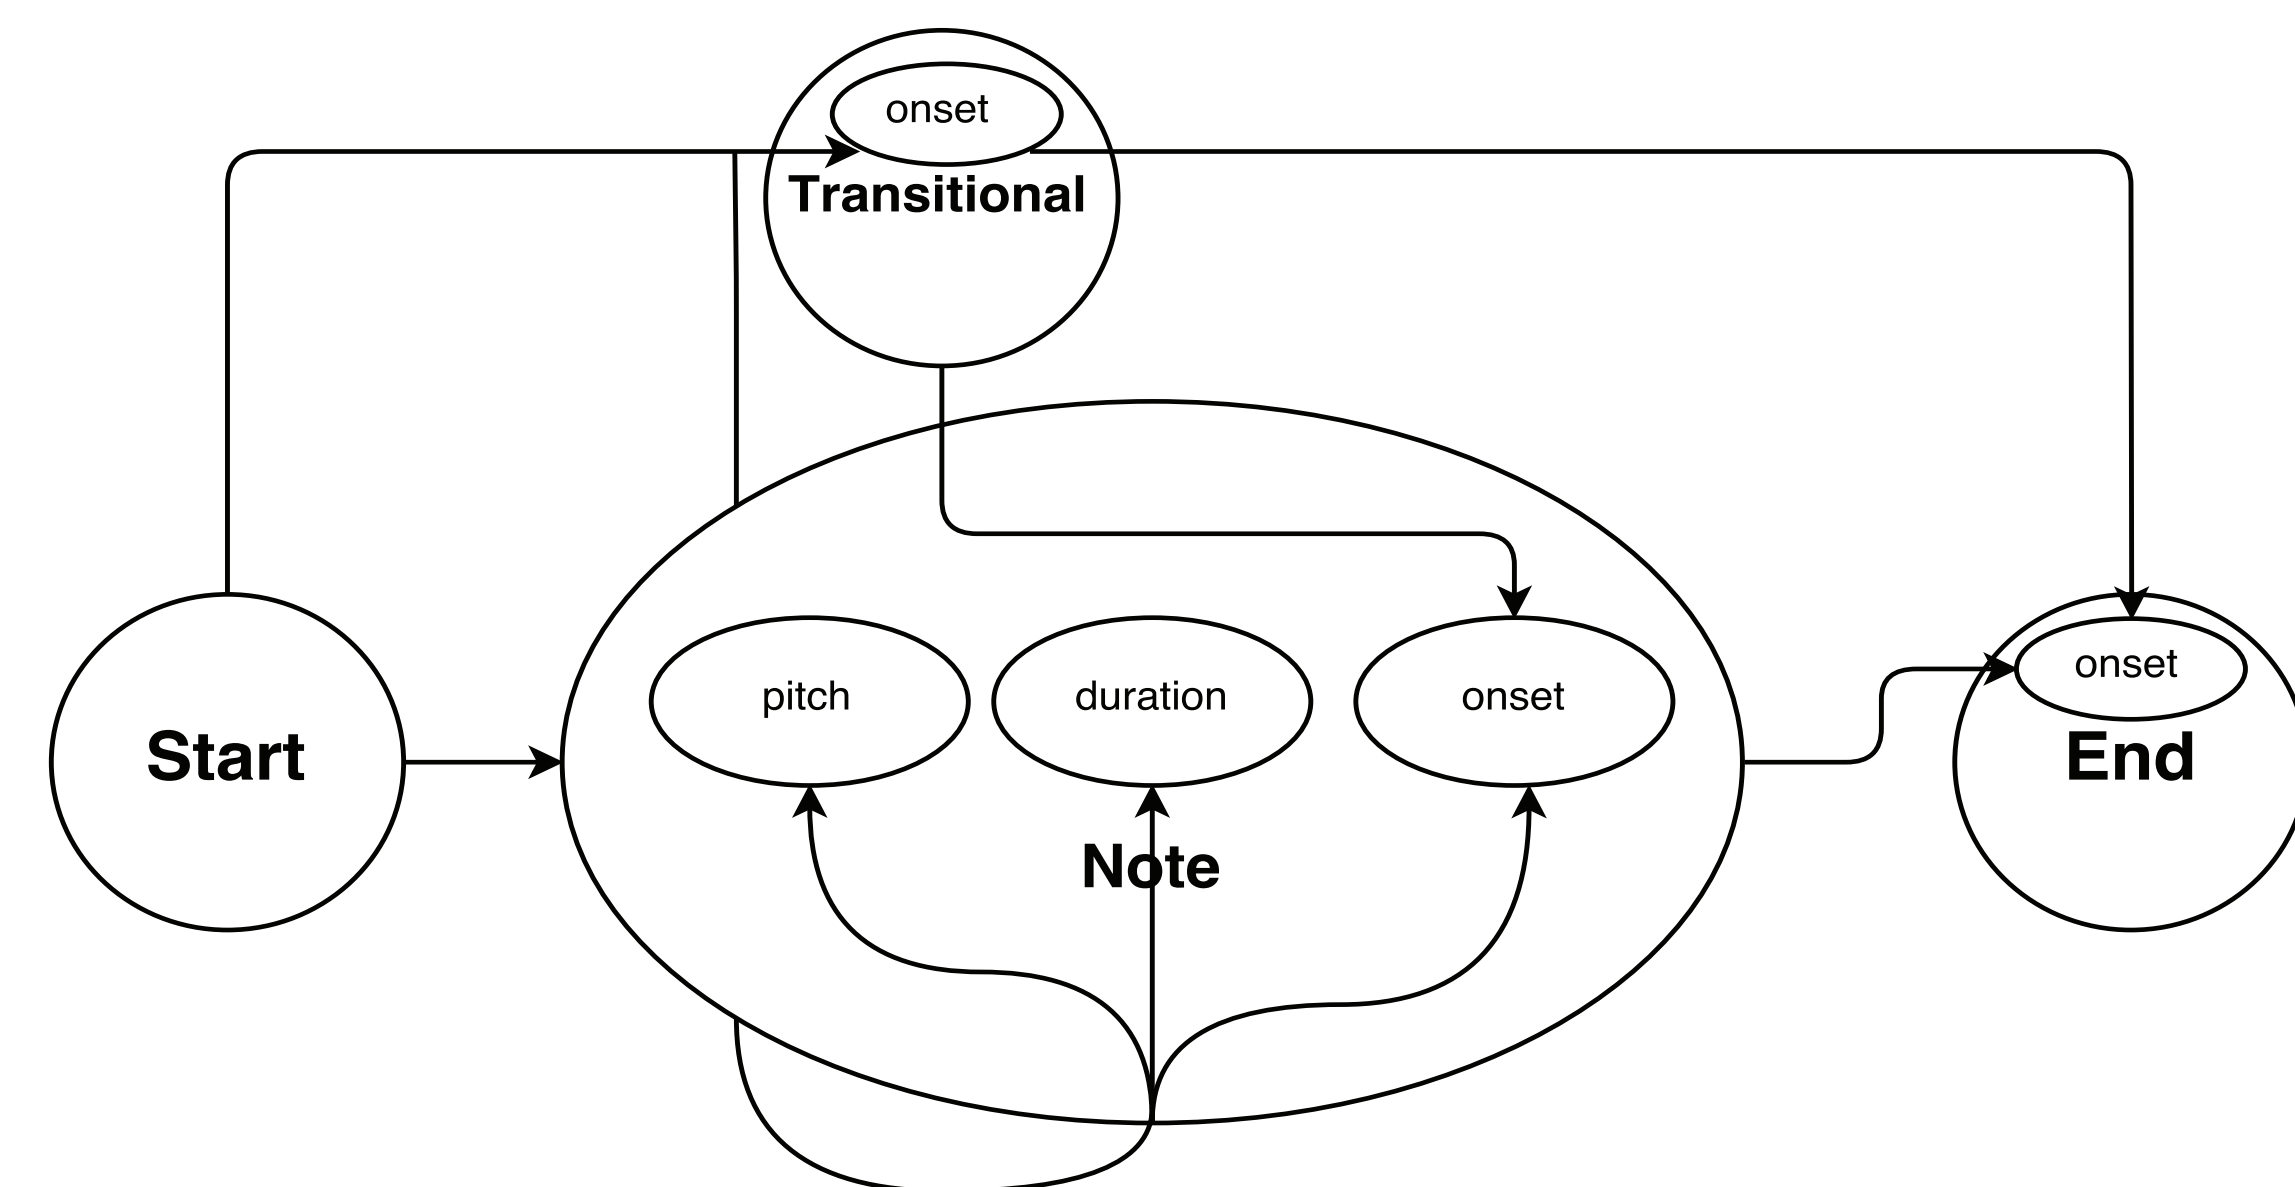 onset
Transitional
pitch
duration
onset
onset
Start
End
Note